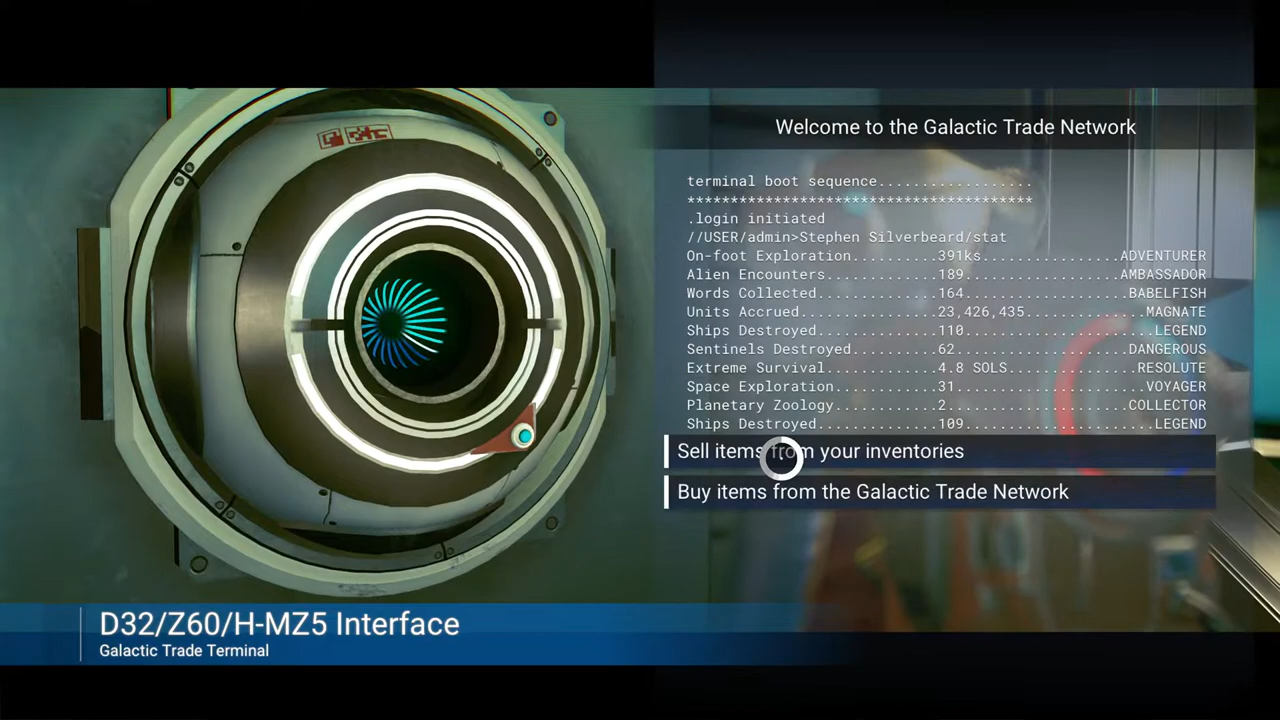 Welcome to the Galactic Trade Network
terminal boot sequence..................
****************************************
.login initiated
//USER/admin>Stephen Silverbeard/stat
On-foot Exploration..........391ks................ADVENTURER
Alien Encounters.............189..................AMBASSADOR
Words Collected..............164...................BABELFISH
Units Accrued................23,426,435..............MAGNATE
Ships Destroyed..............110......................LEGEND
Sentinels Destroyed..........62....................DANGEROUS
Extreme Survival.............4.8 SOLS...............RESOLUTE
Space Exploration............31......................VOYAGER
Planetary Zoology............2.....................COLLECTOR
Ships Destroyed..............109......................LEGEND
Sell items from your inventories
Buy items from the Galactic Trade Network
D32/Z60/H-MZ5 Interface
Galactic Trade Terminal